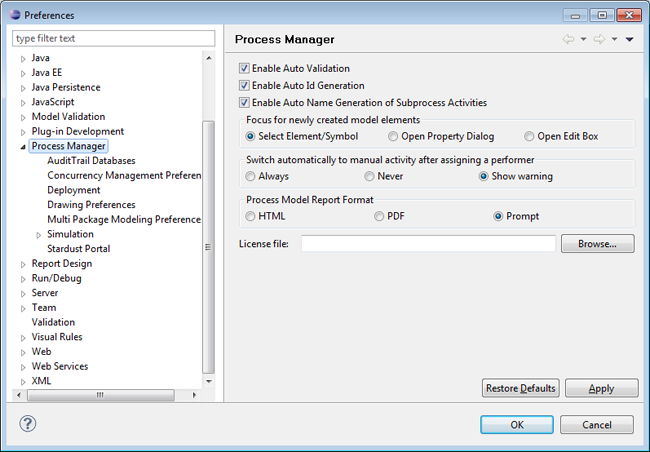 Preferences
type filter text
Java
Java EE
Java Persistence
JavaScript
Model Validation
Plug-in Development
Process Manager
AuditTrail Databases
Concurrency Management Preferen
Deployment
Drawing Preferences
Multi Package Modeling Preference
Simulation
Stardust Portal
Report Design
Run/Debug
Server
Team
Validation
Visual Rules
Web
Web Services
XML
Process Manager
Enable Auto Validation
Enable Auto Id Generation
Enable Auto Name Generation of Subprocess Activities
Focus for newly created model elements
Select Element/Symbol Open Property Dialog Open Edit Box
Switch automatically to manual activity after assigning a performer
Always Never Show warning
Process Model Report Format
HTML PDF Prompt
License file: Browse...
Restore Defaults Apply
OK Cancel